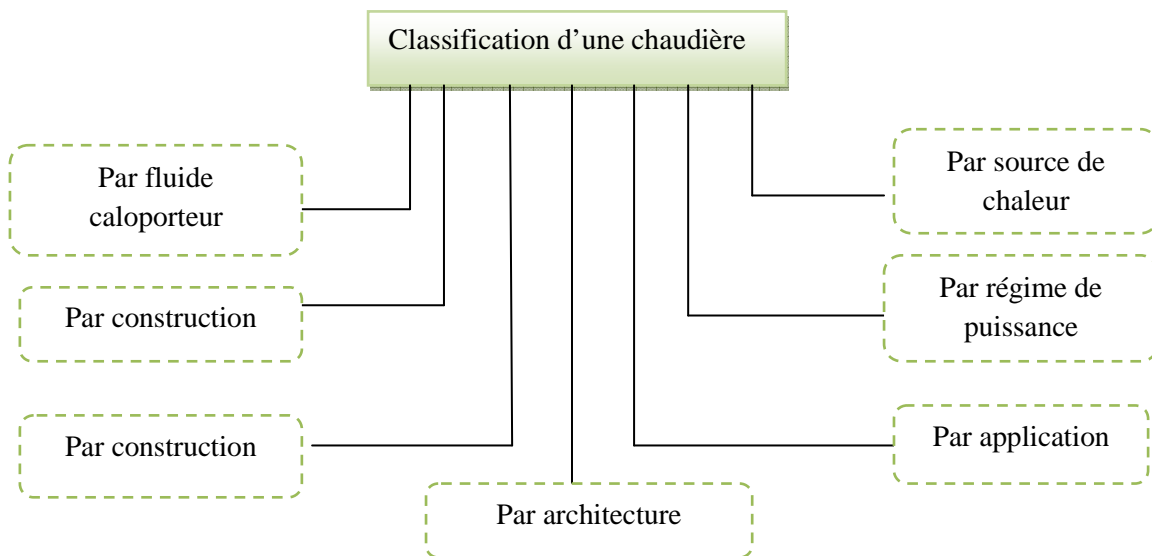 Classification d’une chaudière
Par fluide
caloporteur
Par source de
chaleur
Par construction
Par régime de
puissance
Par construction
Par application
Par architecture